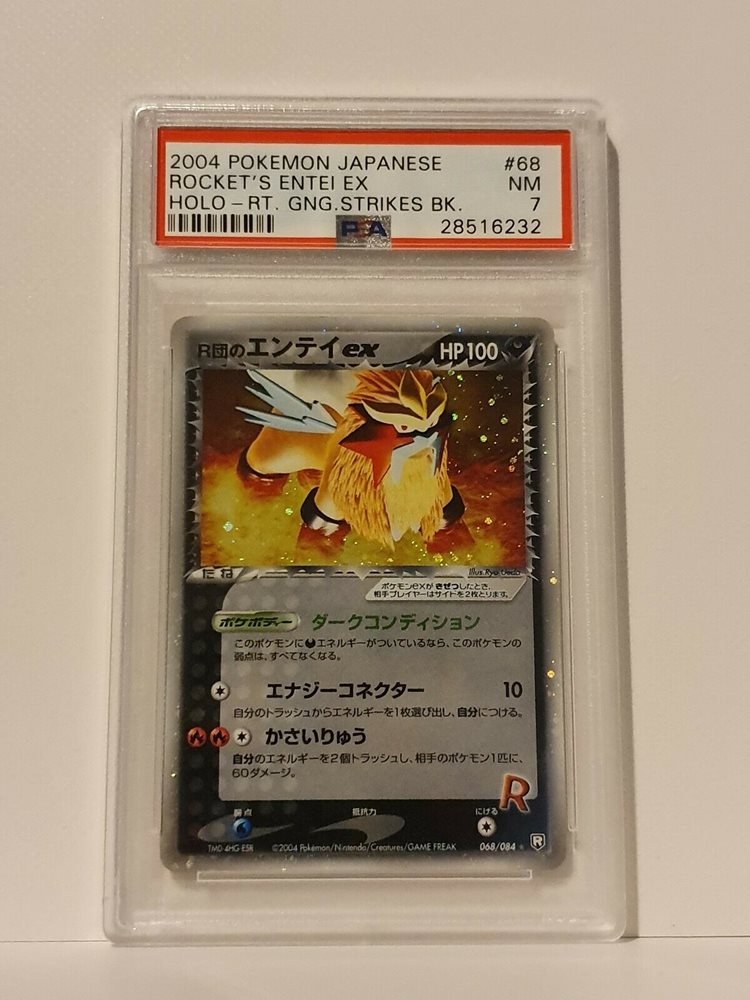 2004 POKEMON JAPANESE #68
ROCKET'S ENTEI EX NM
HOLO-RT. GNG.STRIKES BK. 7
PSA 28516232
R団のエンテイex HP100
たね Illus.Ryo Ueda
ポケモンexが きぜつしたとき、
相手プレイヤーはサイドを2枚とります。
ポケボディー ダークコンディション
このポケモンにエネルギーがついているなら、このポケモンの
弱点は、すべてなくなる。
エナジーコネクター 10
自分のトラッシュからエネルギーを1枚選び出し、自分につける。
かさいりゅう
自分のエネルギーを2個トラッシュし、相手のポケモン1匹に、
60ダメージ。
R
弱点 抵抗力 にげる
TMD-4HG-ESR ©2004 Pokémon/Nintendo/Creatures/GAME FREAK 068/084 R